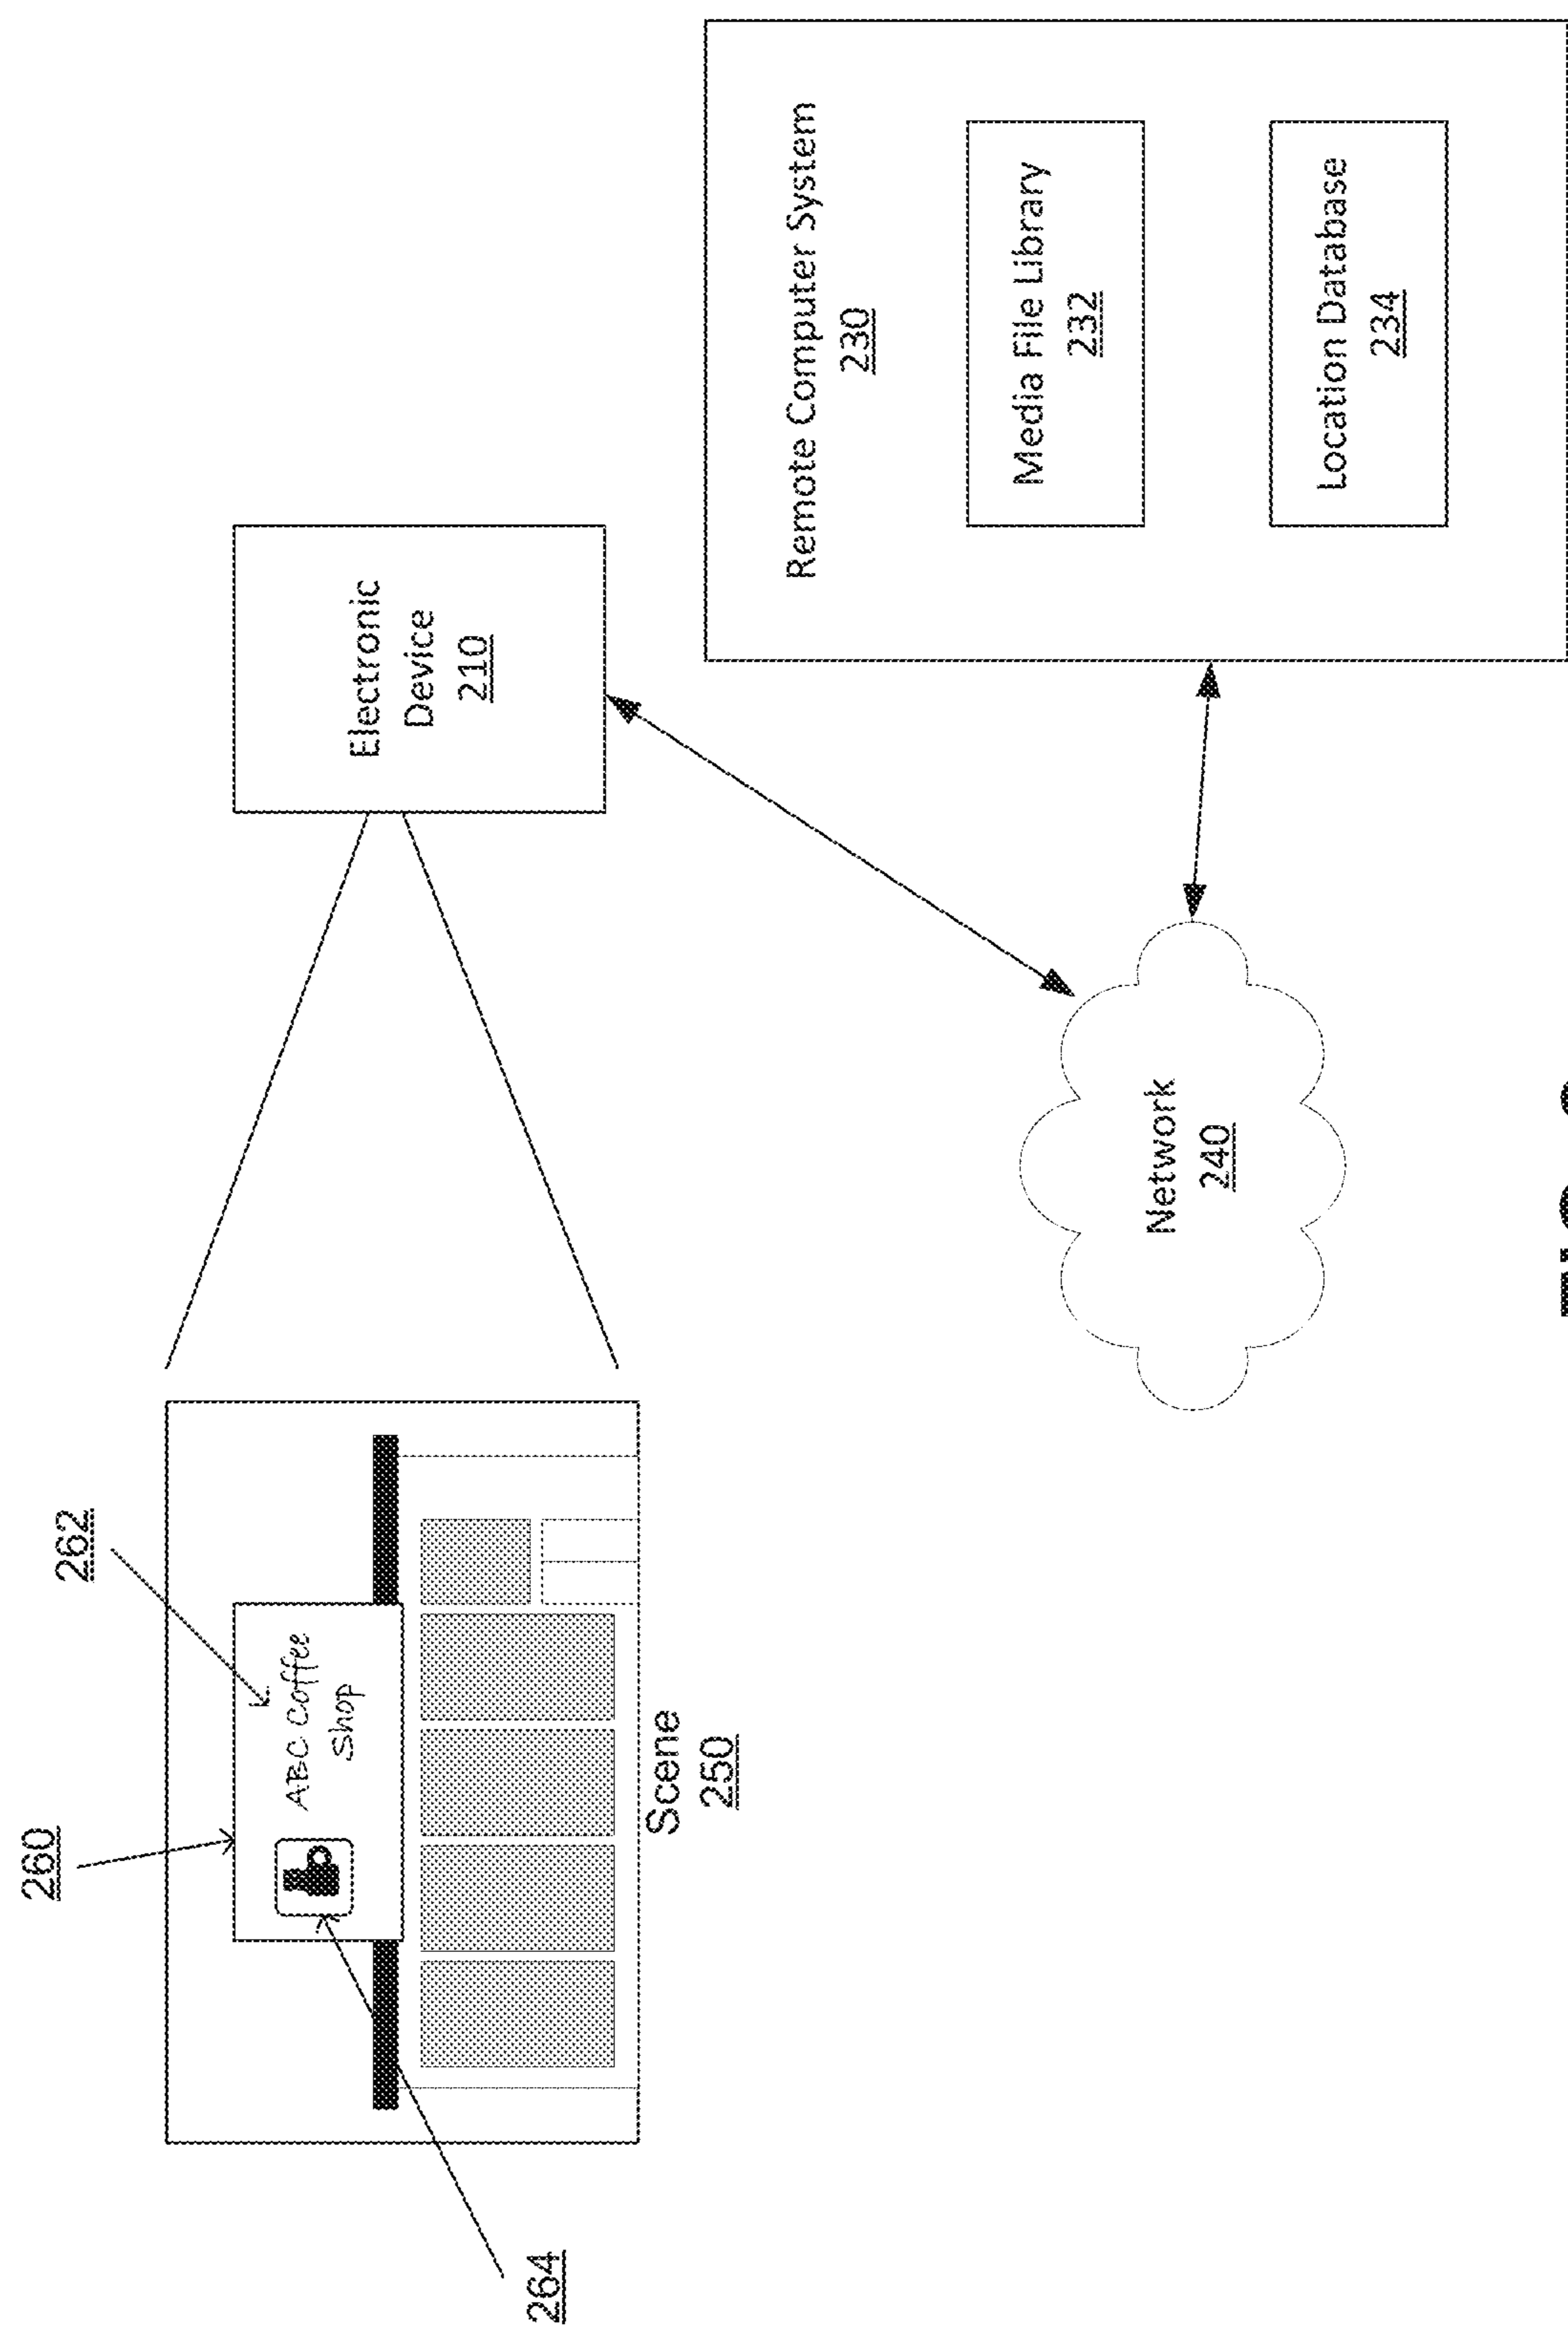 260
262
ABC Coffee
Shop
264
Scene
250
Electronic
Device
210
Network
240
Remote Computer System
230
Media File Library
232
Location Database
234